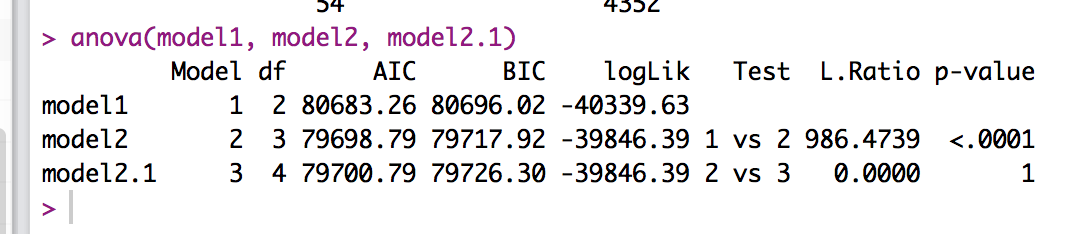 54 4352
> anova(model1, model2, model2.1)
Model df AIC BIC logLik Test L.Ratio p-value
model1 1 2 80683.26 80696.02 -40339.63
model2 2 3 79698.79 79717.92 -39846.39 1 vs 2 986.4739 <.0001
model2.1 3 4 79700.79 79726.30 -39846.39 2 vs 3 0.0000 1
>